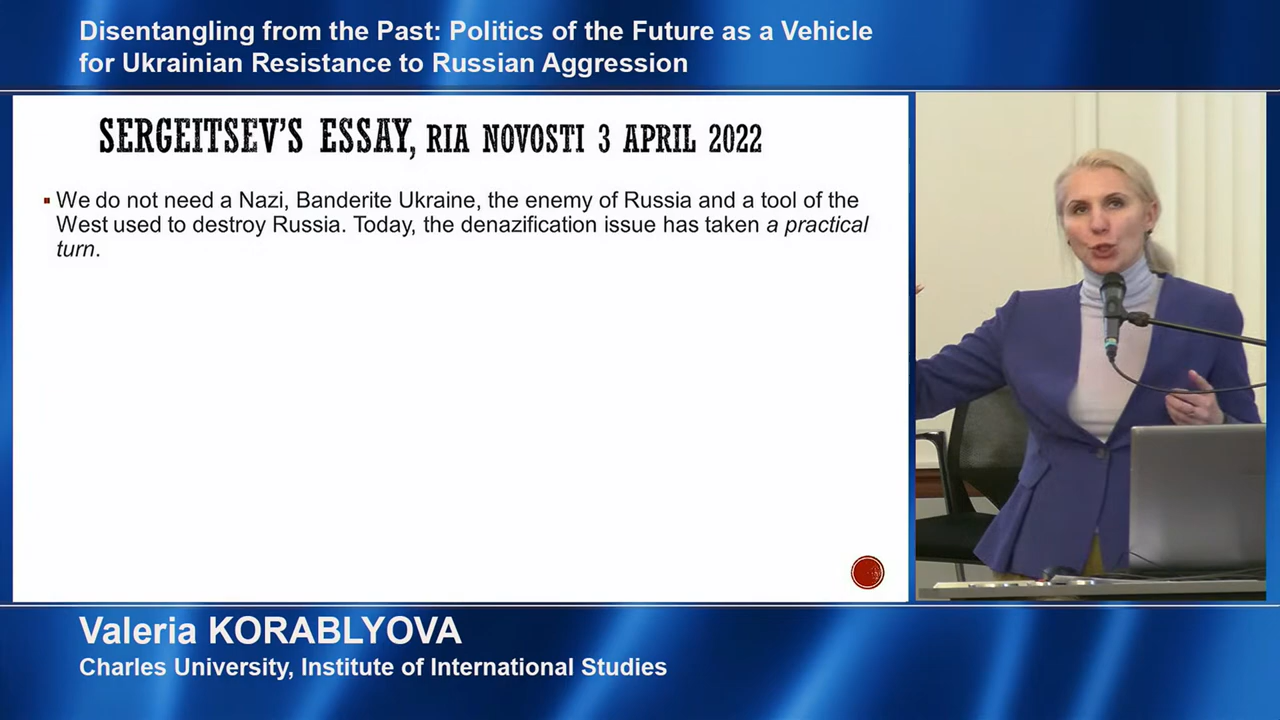 Disentangling from the Past: Politics of the Future as a Vehicle
for Ukrainian Resistance to Russian Aggression
SERGEITSEV'S ESSAY, RIA NOVOSTI 3 APRIL 2022
We do not need a Nazi, Banderite Ukraine, the enemy of Russia and a tool of the
West used to destroy Russia. Today, the denazification issue has taken a practical
turn.
Valeria KORABLYOVA
Charles University, Institute of International Studies